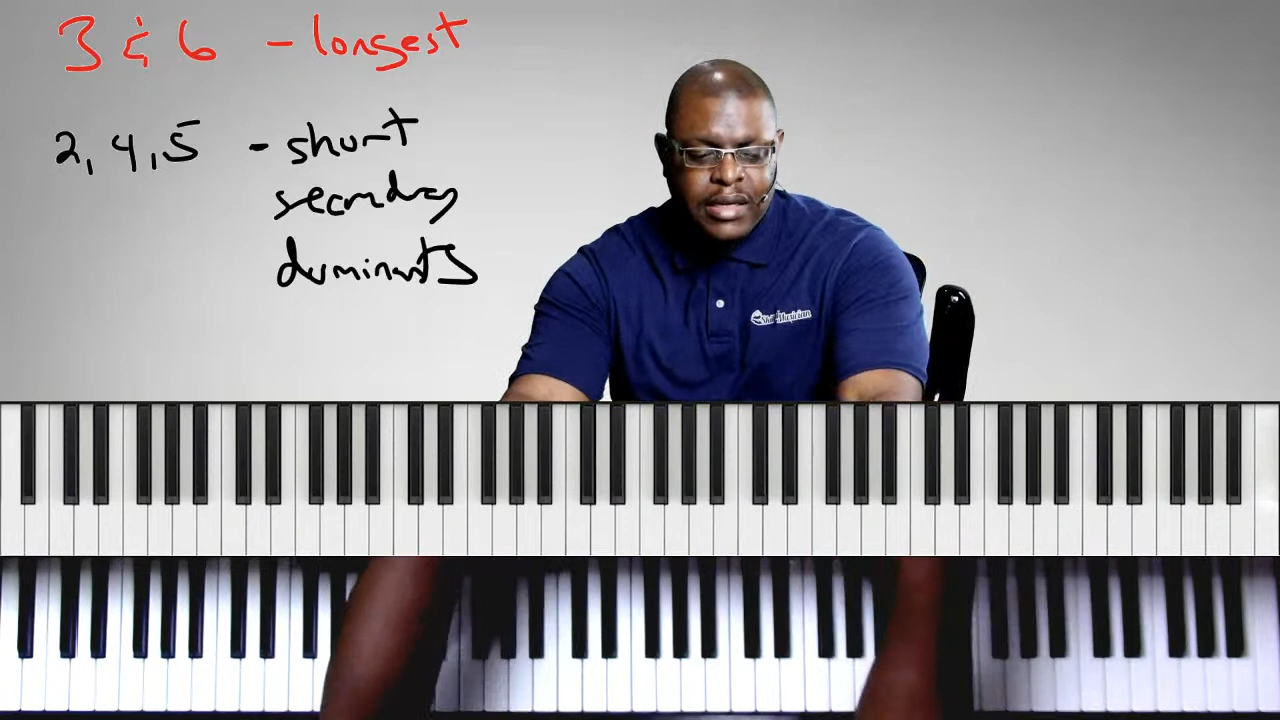 3 & 6 - longest
2, 4, 5 - short
secondary
dominants